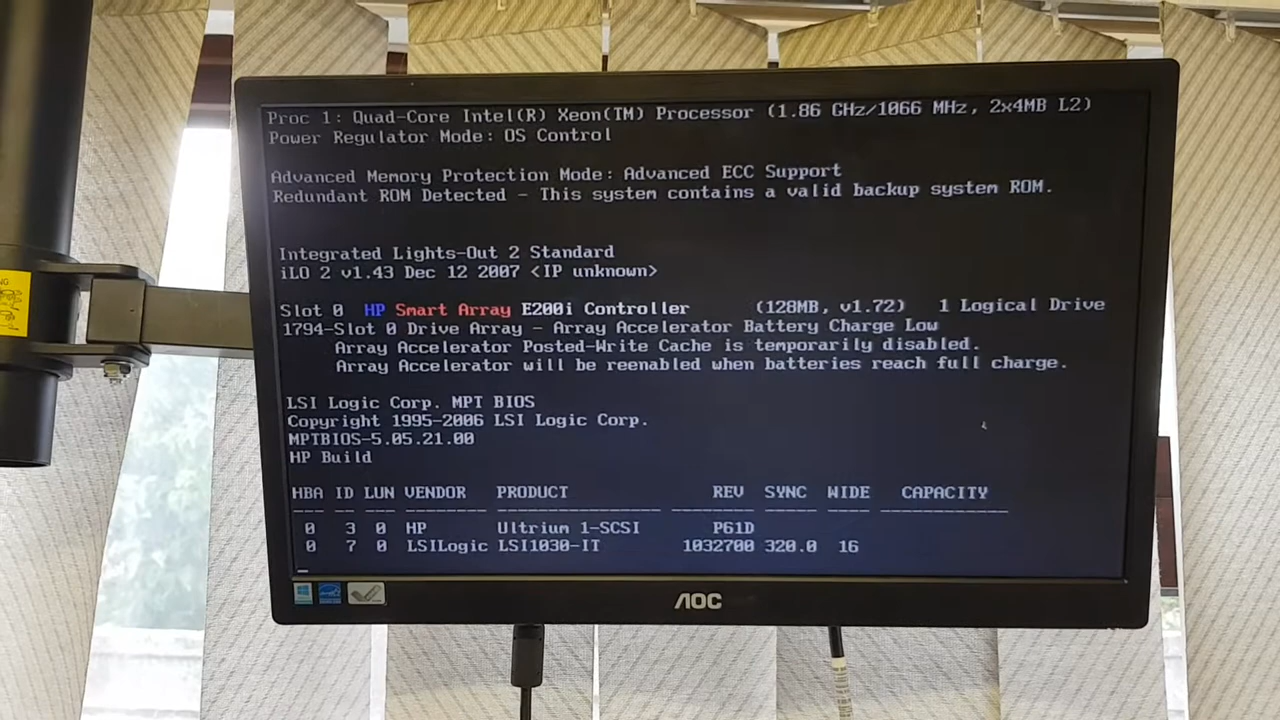 Proc 1: Quad-Core Intel(R) Xeon(TM) Processor (1.86 GHz/1066 MHz, 2x4MB L2)
Power Regulator Mode: OS Control
Advanced Memory Protection Mode: Advanced ECC Support
Redundant ROM Detected - This system contains a valid backup system ROM.
Integrated Lights-Out 2 Standard
iLO 2 v1.43 Dec 12 2007 <IP unknown>
Slot 0 HP Smart Array E200i Controller (128MB, v1.72) 1 Logical Drive
1794-Slot 0 Drive Array - Array Accelerator Battery Charge Low
Array Accelerator Posted-Write Cache is temporarily disabled.
Array Accelerator will be reenabled when batteries reach full charge.
LSI Logic Corp. MPT BIOS
Copyright 1995-2006 LSI Logic Corp.
MPTBIOS-5.05.21.00
HP Build
HBA ID LUN VENDOR PRODUCT REV SYNC WIDE CAPACITY
0 3 0 HP Ultrium 1-SCSI P61D
0 7 0 LSILogic LSI1030-IT 1032700 320.0 16
AOC